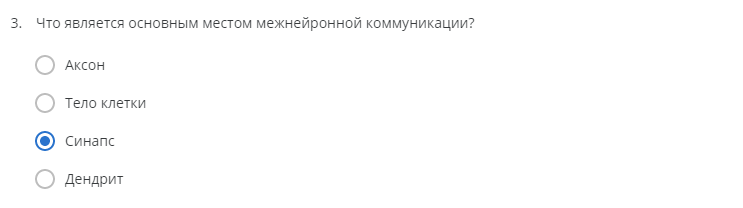 3. Что является основным местом межнейронной коммуникации?
Аксон
Тело клетки
Синапс
Дендрит